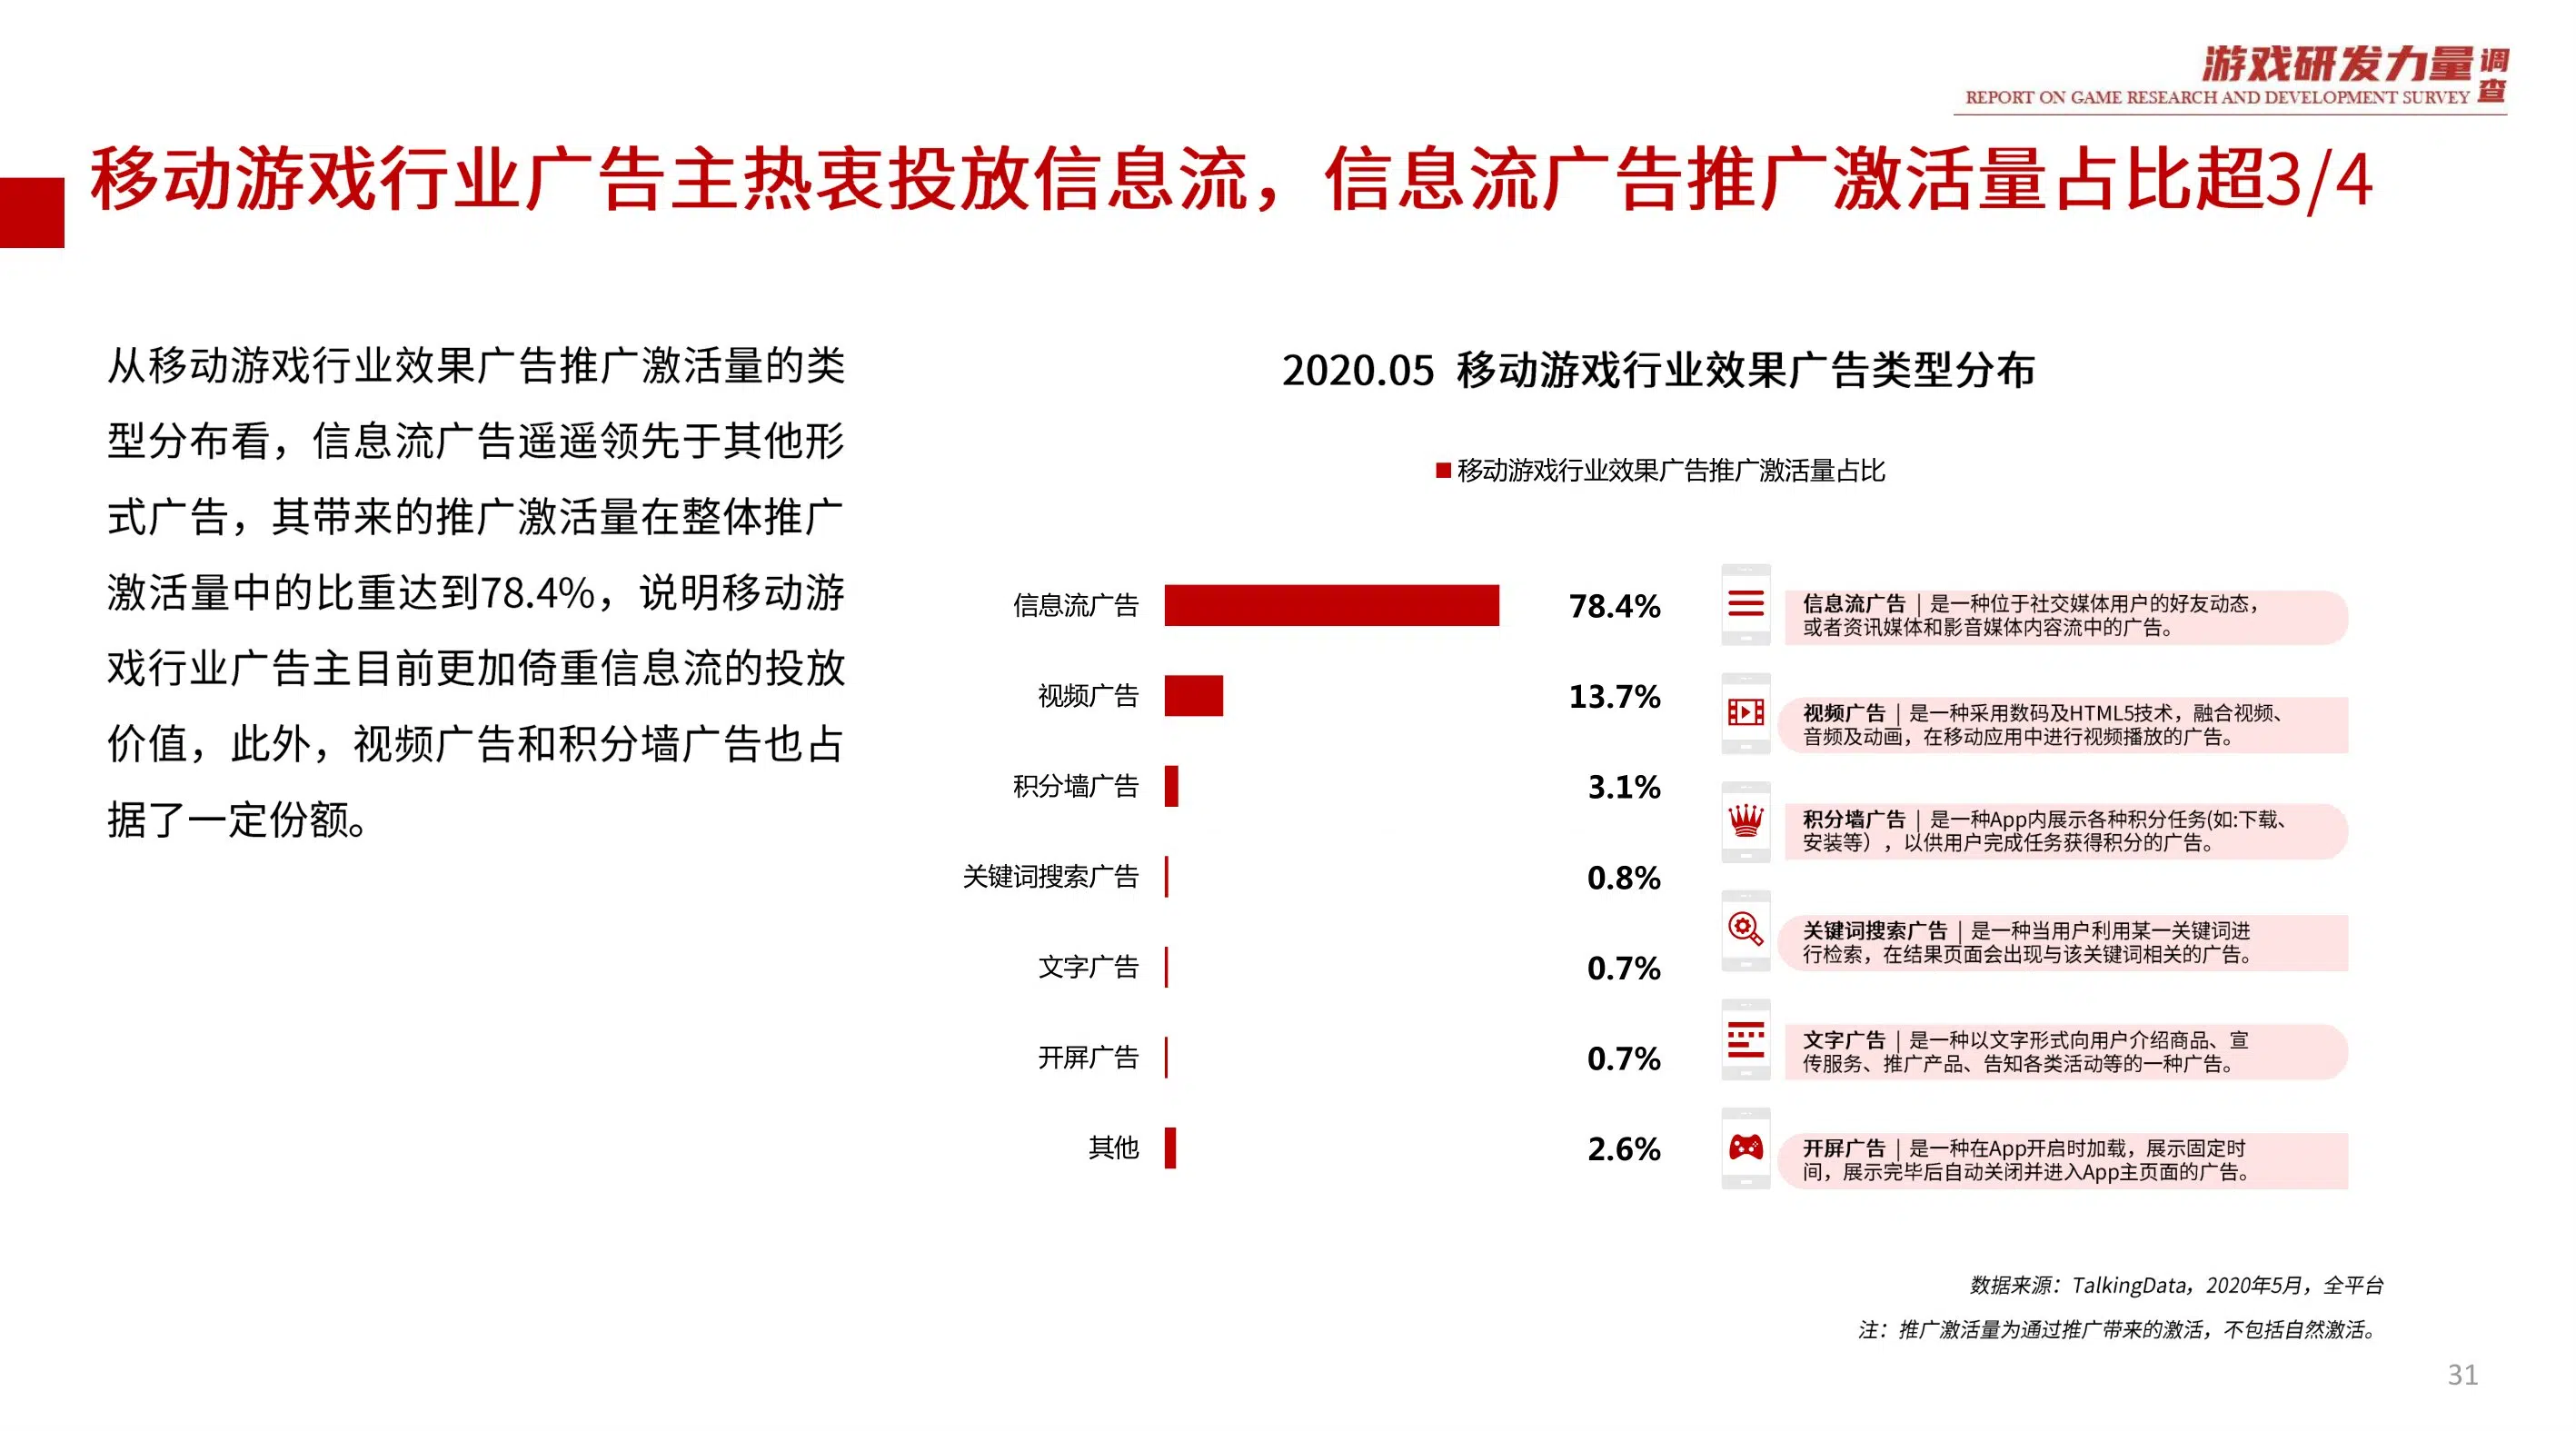 游戏研发力量调查
REPORT ON GAME RESEARCH AND DEVELOPMENT SURVEY
移动游戏行业广告主热衷投放信息流，信息流广告推广激活量占比超3/4
从移动游戏行业效果广告推广激活量的类
型分布看，信息流广告遥遥领先于其他形
式广告，其带来的推广激活量在整体推广
激活量中的比重达到78.4%，说明移动游
戏行业广告主目前更加倚重信息流的投放
价值，此外，视频广告和积分墙广告也占
据了一定份额。
2020.05 移动游戏行业效果广告类型分布
移动游戏行业效果广告推广激活量占比
信息流广告 78.4%
视频广告 13.7%
积分墙广告 3.1%
关键词搜索广告 0.8%
文字广告 0.7%
开屏广告 0.7%
其他 2.6%
信息流广告 | 是一种位于社交媒体用户的好友动态，
或者资讯媒体和影音媒体内容流中的广告。
视频广告 | 是一种采用数码及HTML5技术，融合视频、
音频及动画，在移动应用中进行视频播放的广告。
积分墙广告 | 是一种App内展示各种积分任务(如:下载、
安装等），以供用户完成任务获得积分的广告。
关键词搜索广告 | 是一种当用户利用某一关键词进
行检索，在结果页面会出现与该关键词相关的广告。
文字广告 | 是一种以文字形式向用户介绍商品、宣
传服务、推广产品、告知各类活动等的一种广告。
开屏广告 | 是一种在App开启时加载，展示固定时
间，展示完毕后自动关闭并进入App主页面的广告。
数据来源：TalkingData，2020年5月，全平台
注：推广激活量为通过推广带来的激活，不包括自然激活。
31